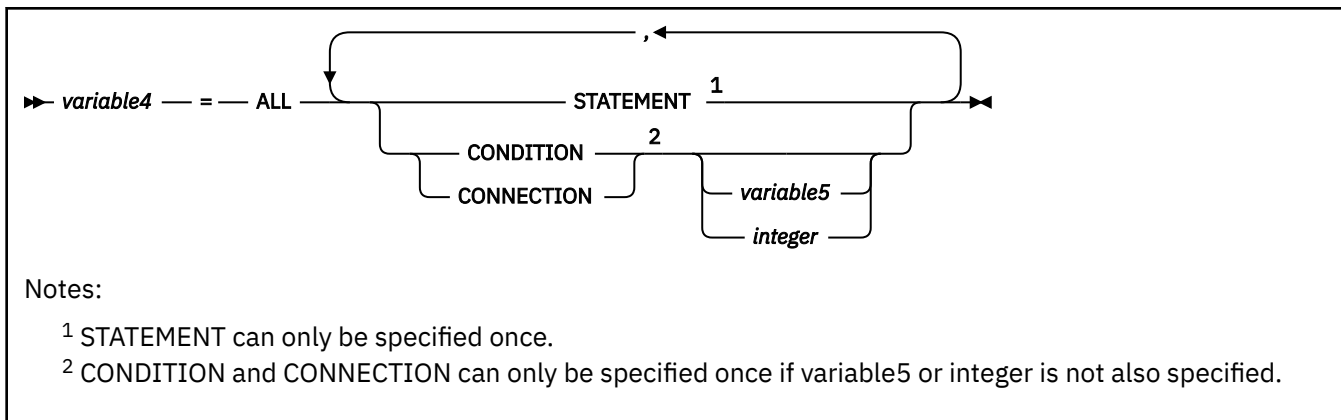 ,
variable4 = ALL STATEMENT 1
CONDITION 2
CONNECTION variable5
integer
Notes:
1 STATEMENT can only be specified once.
2 CONDITION and CONNECTION can only be specified once if variable5 or integer is not also specified.